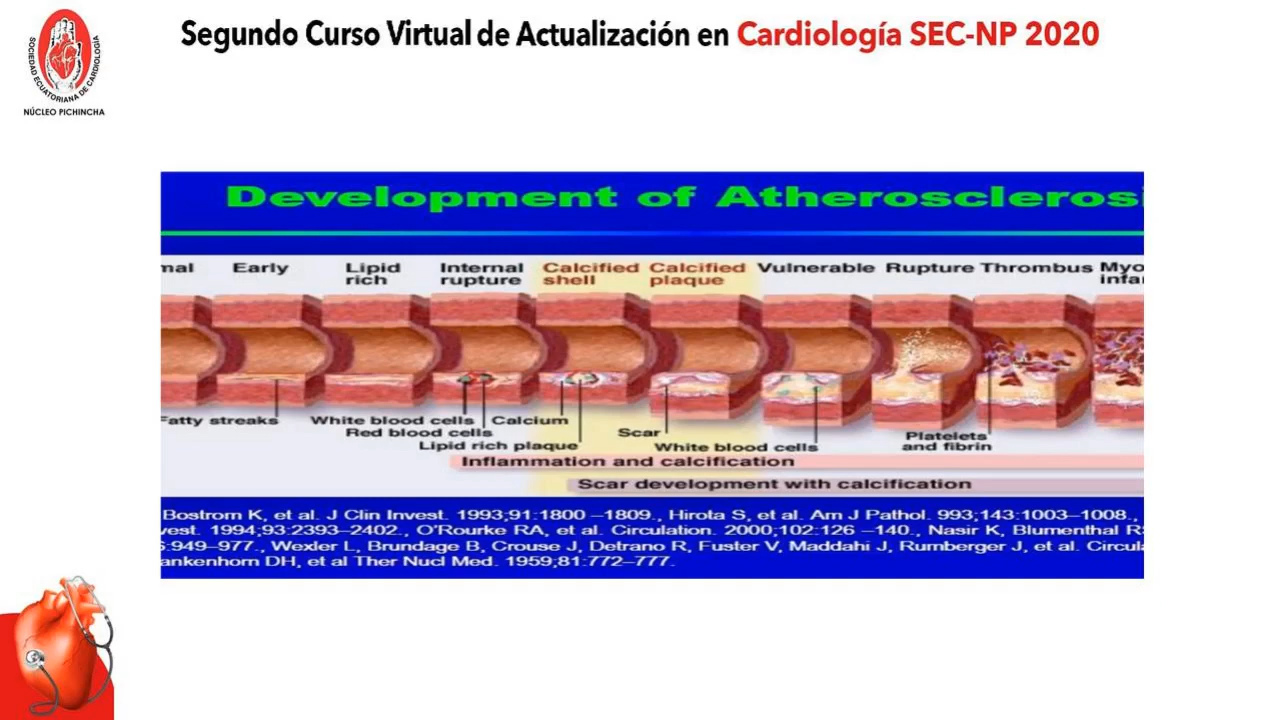 Segundo Curso Virtual de Actualización en Cardiología SEC-NP 2020
SOCIEDAD ECUATORIANA DE CARDIOLOGÍA
NÚCLEO PICHINCHA
Development of Atherosclerosi
mal Early Lipid rich Internal rupture Calcified shell Calcified plaque Vulnerable Rupture Thrombus Myo infar
Fatty streaks
White blood cells
Red blood cells
Lipid rich plaque
Calcium
Scar
White blood cells
Platelets
and fibrin
Inflammation and calcification
Scar development with calcification
Bostrom K, et al. J Clin Invest. 1993;91:1800 –1809., Hirota S, et al. Am J Pathol. 993;143:1003–1008.,
vest. 1994;93:2393–2402., O'Rourke RA, et al. Circulation. 2000;102:126 –140., Nasir K, Blumenthal RS
:949–977., Wexler L, Brundage B, Crouse J, Detrano R, Fuster V, Maddahi J, Rumberger J, et al. Circula
ankenhorn DH, et al Ther Nucl Med. 1959;81:772–777.